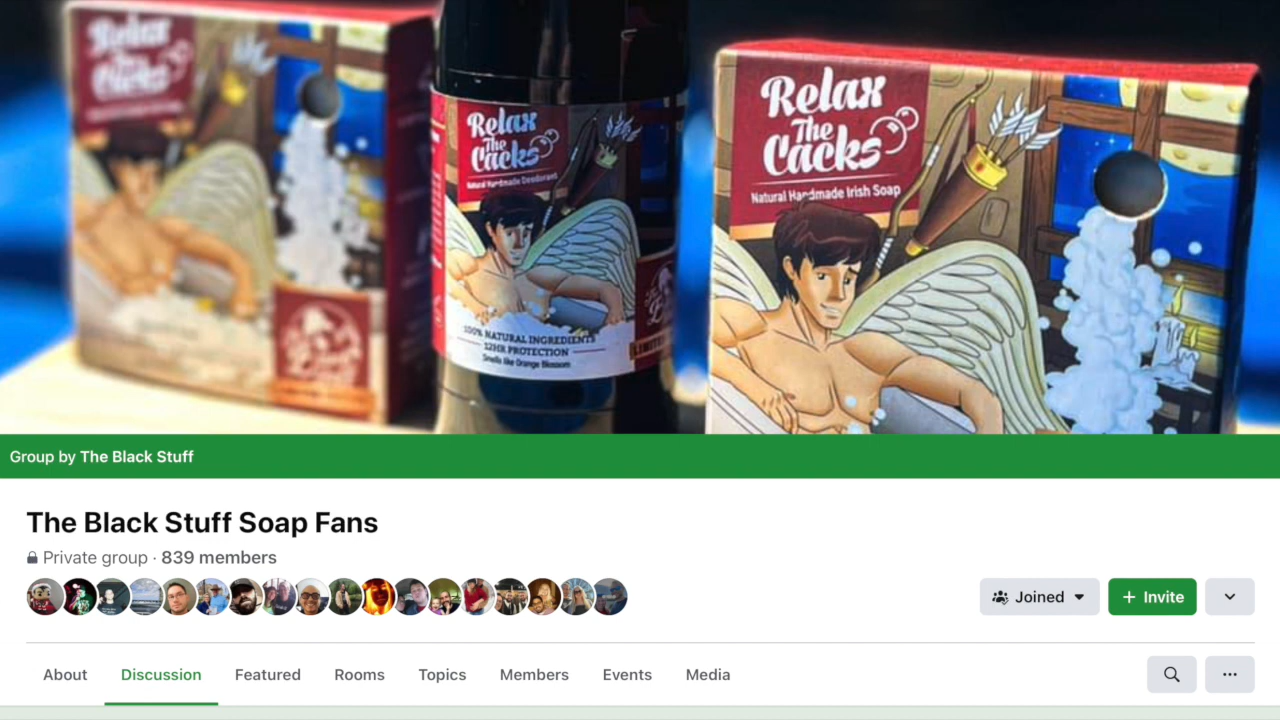 Relax
The
Cacks
Relax
The
Cacks
Natural Handmade Deodorant
100% NATURAL INGREDIENTS
12HR PROTECTION
Smells like Orange Blossom
Relax
The
Cacks
Natural Handmade Irish Soap
Group by The Black Stuff
The Black Stuff Soap Fans
Private group · 839 members
Joined
+ Invite
About
Discussion
Featured
Rooms
Topics
Members
Events
Media